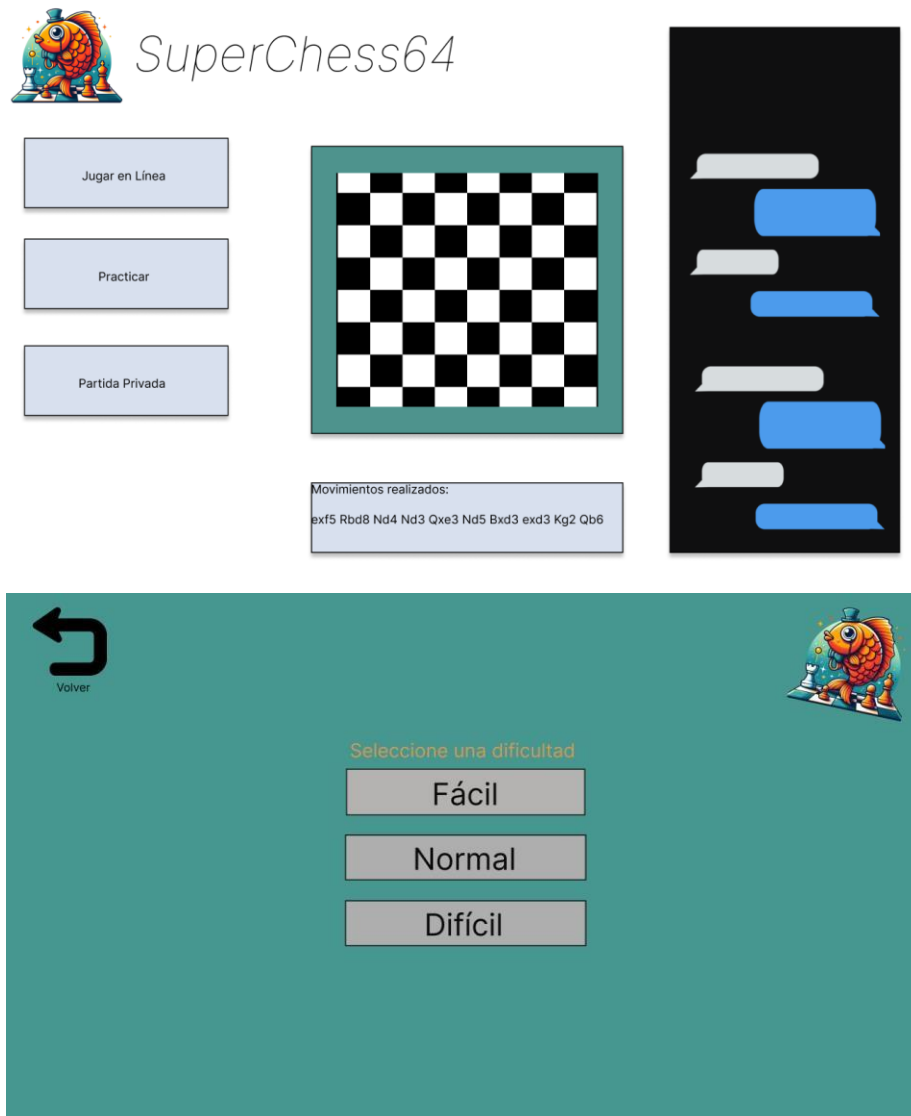 SuperChess64
Jugar en Línea
Practicar
Partida Privada
Movimientos realizados:
exf5 Rbd8 Nd4 Nd3 Qxe3 Nd5 Bxd3 exd3 Kg2 Qb6
Volver
Seleccione una dificultad
Fácil
Normal
Difícil